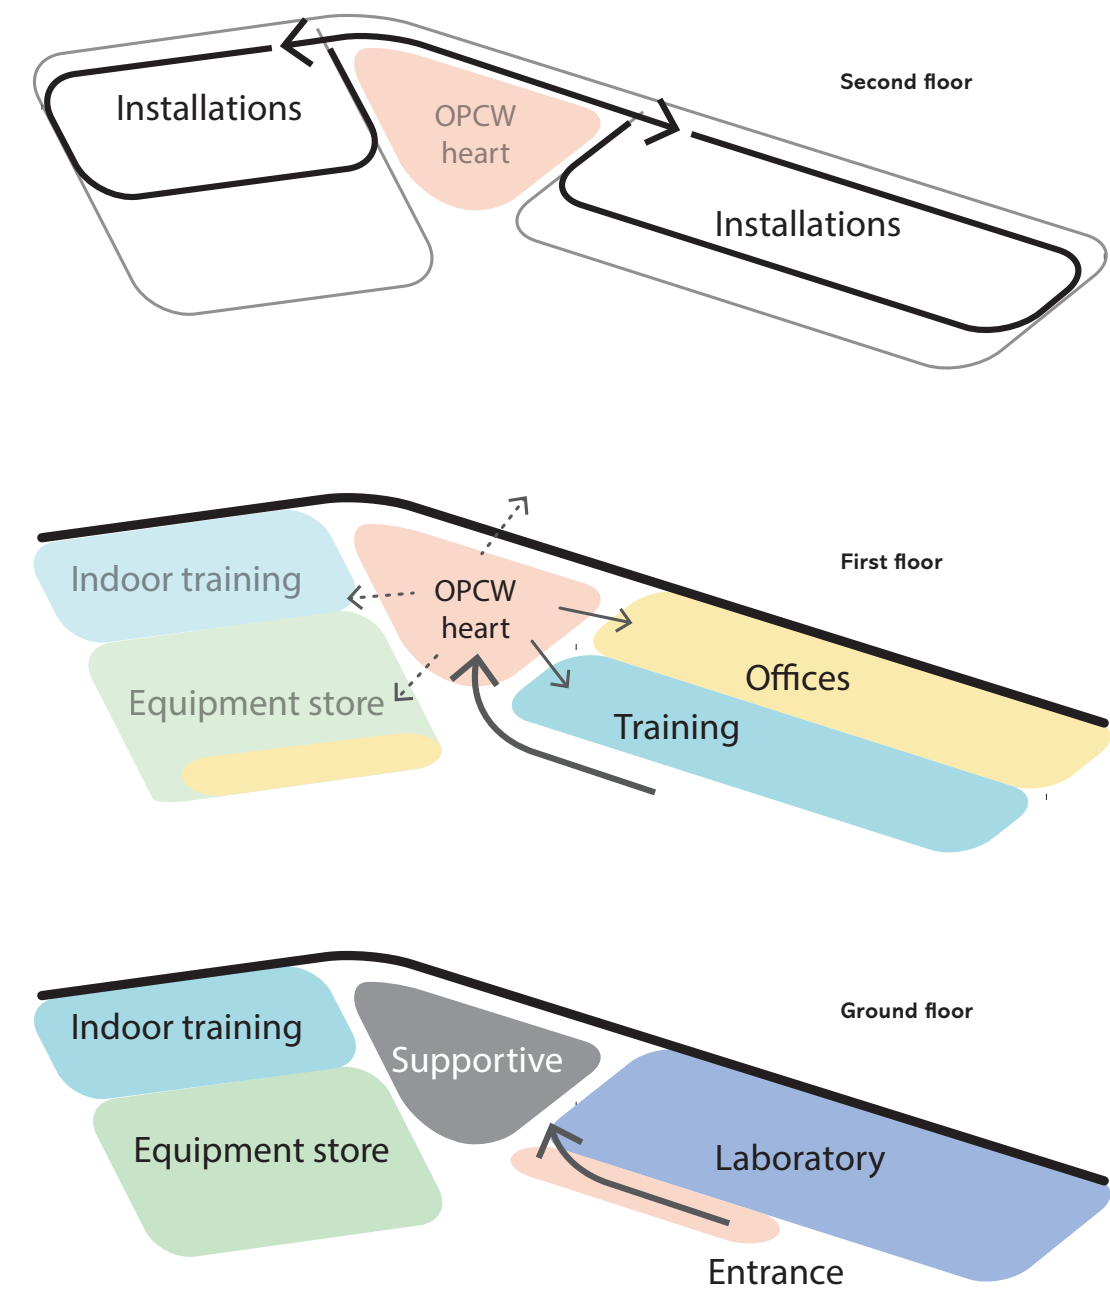 Second floor
Installations
OPCW
heart
Installations
First floor
Indoor training
OPCW
heart
Equipment store
Offices
Training
Ground floor
Indoor training
Supportive
Equipment store
Laboratory
Entrance